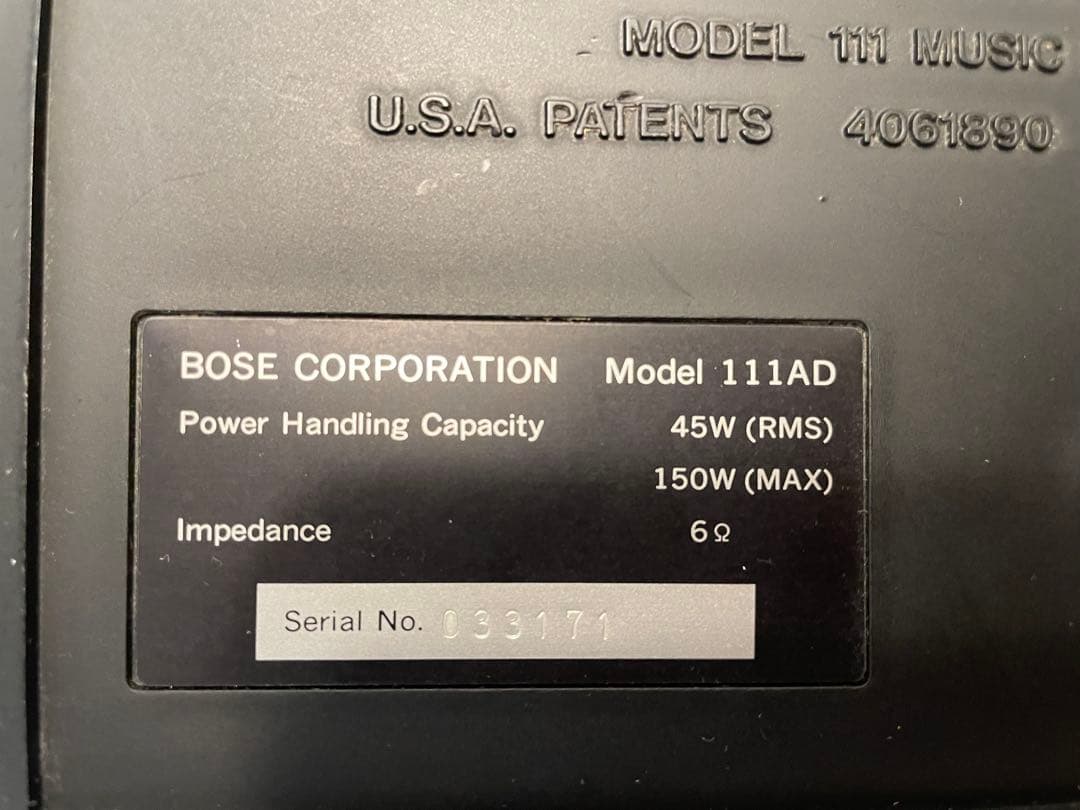 MODEL 111 MUSIC
U.S.A. PATENTS 4061890
BOSE CORPORATION Model 111AD
Power Handling Capacity 45W (RMS)
150W (MAX)
Impedance 6Ω
Serial No. 033171